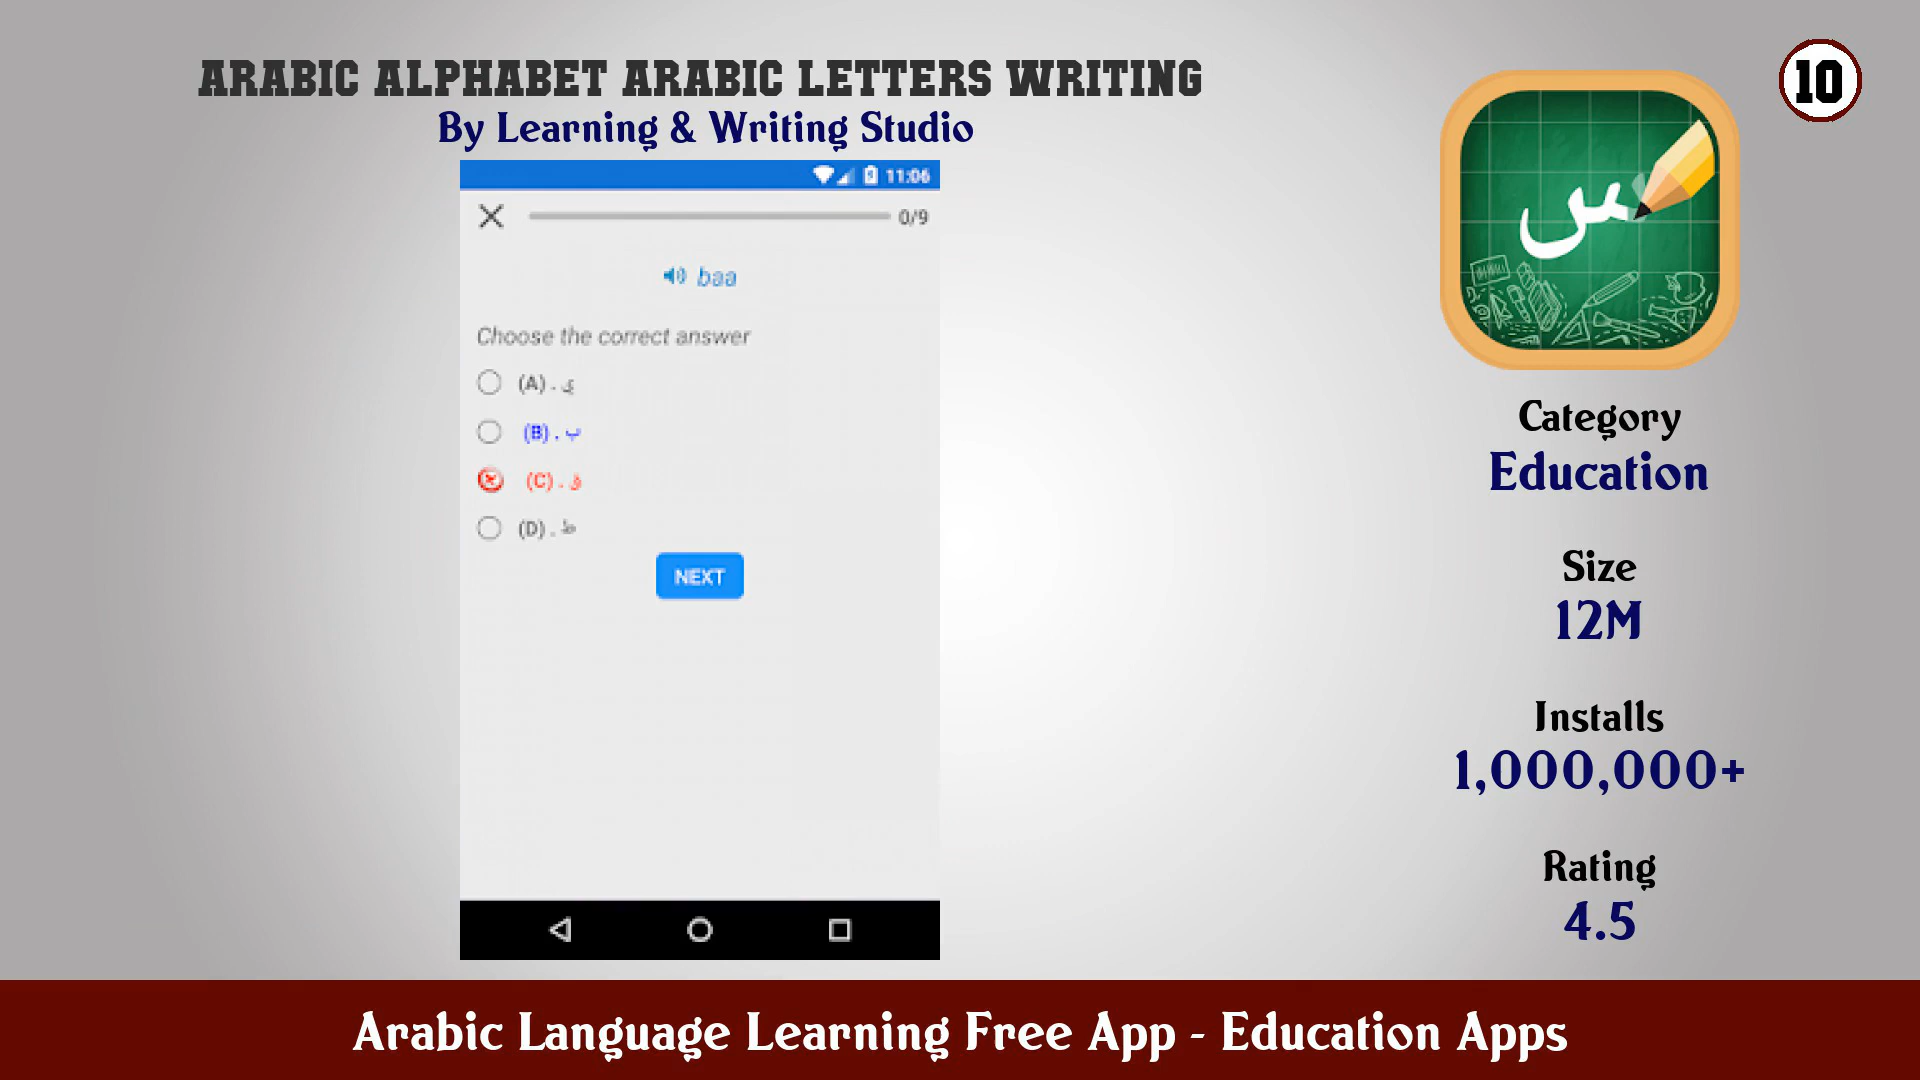 ARABIC ALPHABET ARABIC LETTERS WRITING
By Learning & Writing Studio
10
11:06
0/9
baa
Choose the correct answer
(A) . ي
(B) . ب
(C) .
(D) . ط
NEXT
س
Category
Education
Size
12M
Installs
1,000,000+
Rating
4.5
Arabic Language Learning Free App - Education Apps